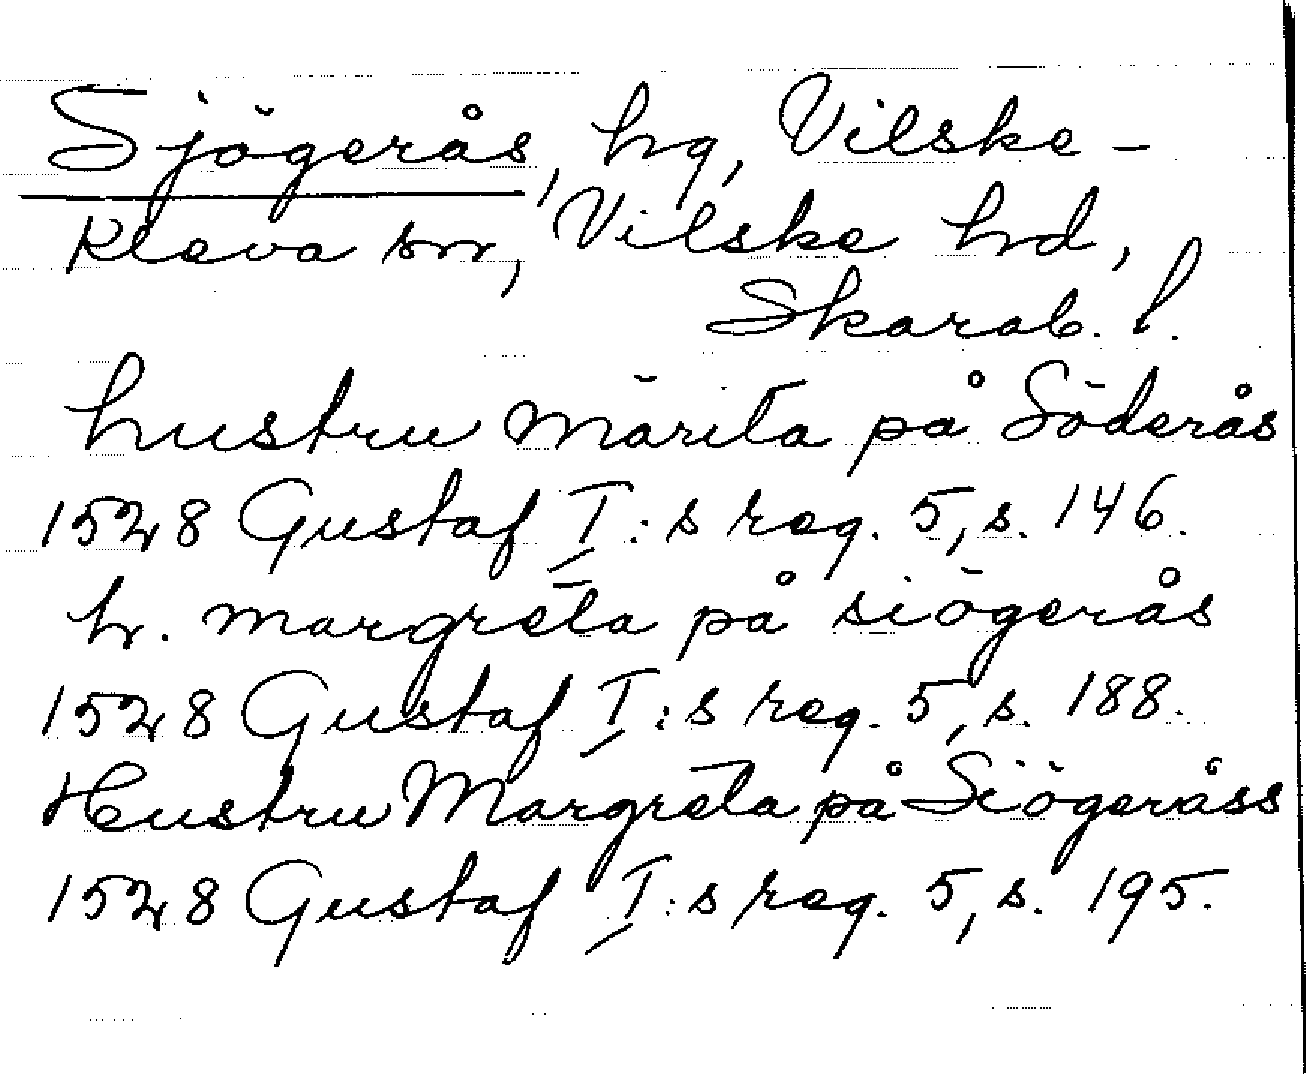 Sjögerås, hg, Vilske-
Kleva sn, Vilske hd,
Skarab. l.
hustru märita på Söderås
1528 Gustaf I:s reg. 5, s. 146.
h. margreta på siögerås
1528 Gustaf I:s reg. 5, s. 188.
Hustru Margreta på Siögeråss
1528 Gustaf I:s reg. 5, s. 195.